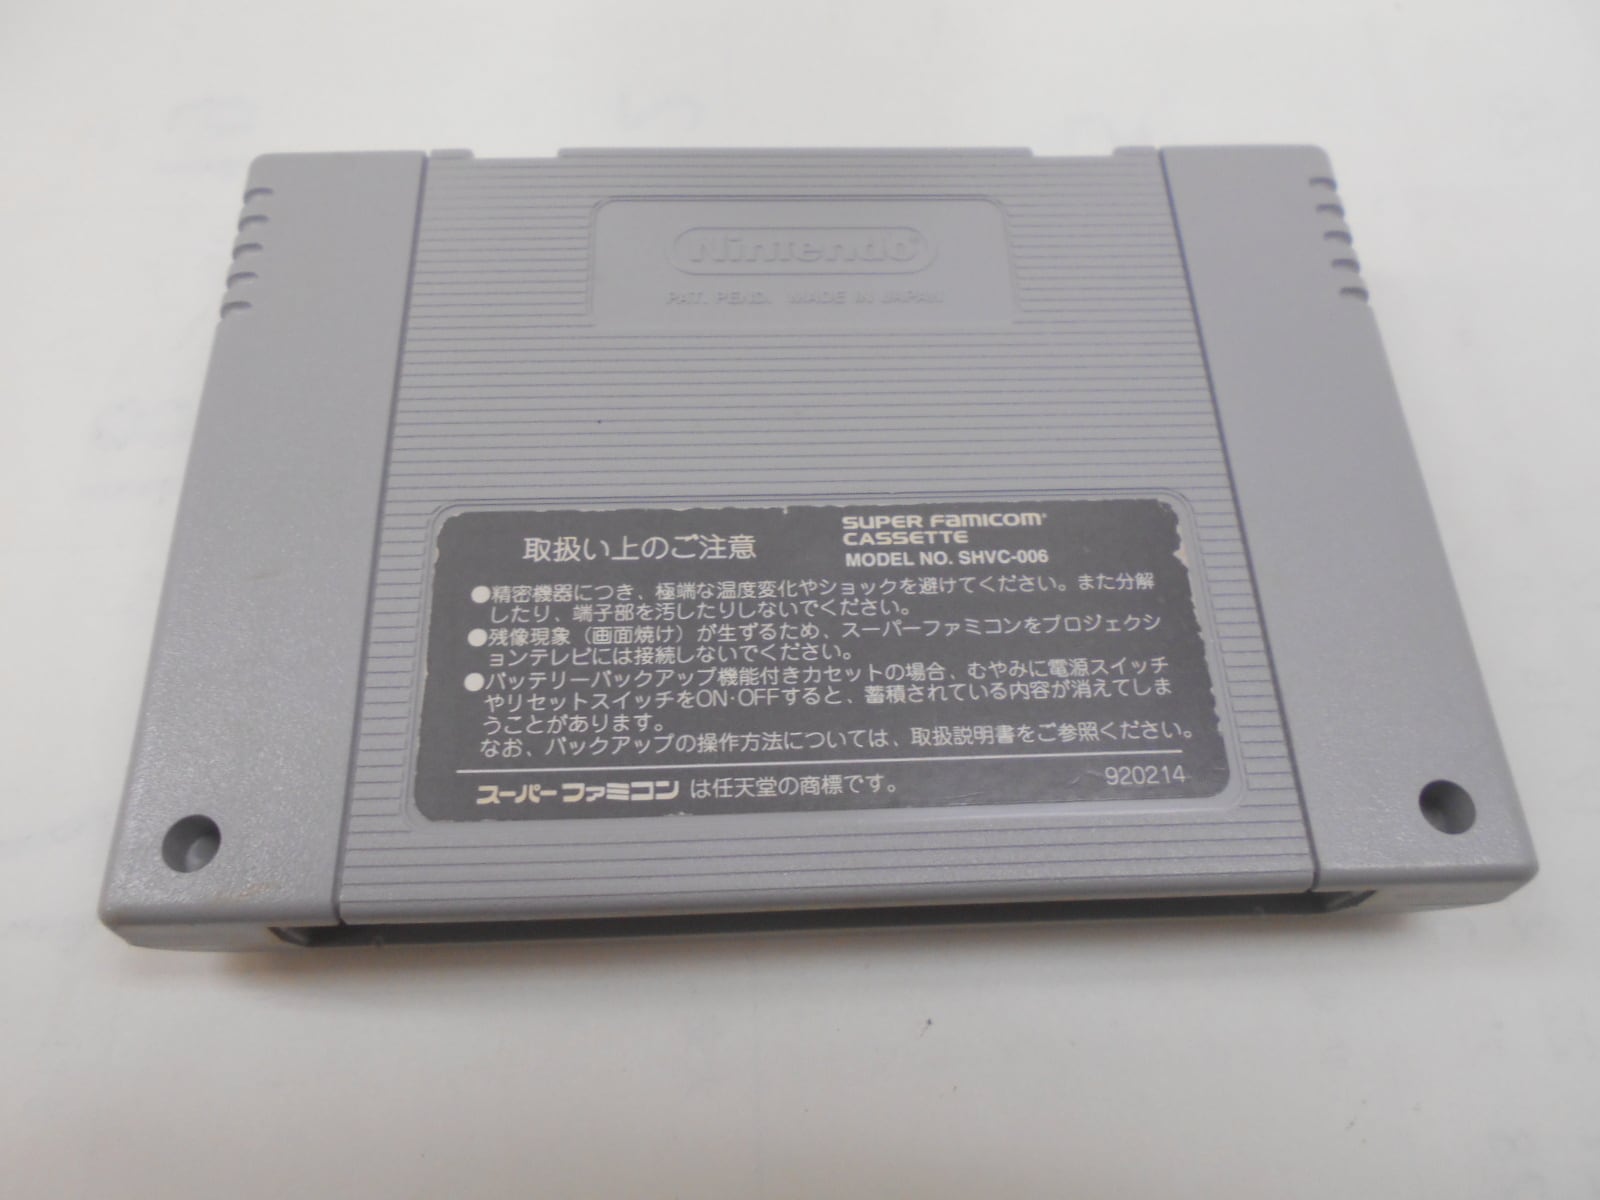 Nintendo
PAT. PEND. MADE IN JAPAN
取扱い上のご注意
SUPER FAMICOM
CASSETTE
MODEL NO. SHVC-006
●精密機器につき、極端な温度変化やショックを避けてください。また分解
したり、端子部を汚したりしないでください。
●残像現象（画面焼け）が生ずるため、スーパーファミコンをプロジェクシ
ョンテレビには接続しないでください。
●バッテリーバックアップ機能付きカセットの場合、むやみに電源スイッチ
やリセットスイッチをON·OFFすると、蓄積されている内容が消えてしま
うことがあります。
なお、バックアップの操作方法については、取扱説明書をご参照ください。
スーパーファミコン は任天堂の商標です。
920214